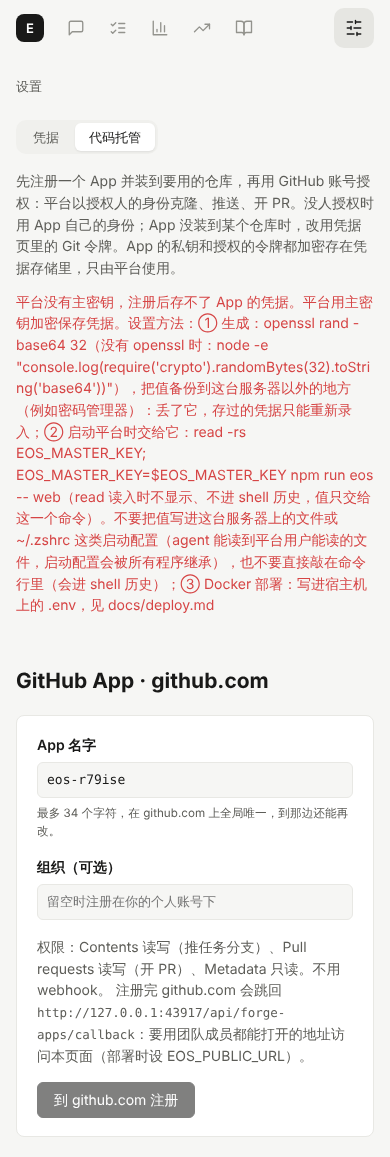 E
设置
凭据
代码托管
先注册一个 App 并装到要用的仓库，再用 GitHub 账号授
权：平台以授权人的身份克隆、推送、开 PR。没人授权时
用 App 自己的身份；App 没装到某个仓库时，改用凭据
页里的 Git 令牌。App 的私钥和授权的令牌都加密存在凭
据存储里，只由平台使用。
平台没有主密钥，注册后存不了 App 的凭据。平台用主密
钥加密保存凭据。设置方法：① 生成：openssl rand -
base64 32（没有 openssl 时：node -e
"console.log(require('crypto').randomBytes(32).toStri
ng('base64'))"），把值备份到这台服务器以外的地方
（例如密码管理器）：丢了它，存过的凭据只能重新录
入；② 启动平台时交给它：read -rs
EOS_MASTER_KEY;
EOS_MASTER_KEY=$EOS_MASTER_KEY npm run eos
-- web（read 读入时不显示、不进 shell 历史，值只交给
这一个命令）。不要把值写进这台服务器上的文件或
~/.zshrc 这类启动配置（agent 能读到平台用户能读的文
件，启动配置会被所有程序继承），也不要直接敲在命令
行里（会进 shell 历史）；③ Docker 部署：写进宿主机
上的 .env，见 docs/deploy.md
GitHub App · github.com
App 名字
eos-r79ise
最多 34 个字符，在 github.com 上全局唯一，到那边还能再
改。
组织（可选）
留空时注册在你的个人账号下
权限：Contents 读写（推任务分支）、Pull
requests 读写（开 PR）、Metadata 只读。不用
webhook。 注册完 github.com 会跳回
http://127.0.0.1:43917/api/forge-
apps/callback：要用团队成员都能打开的地址访
问本页面（部署时设 EOS_PUBLIC_URL）。
到 github.com 注册